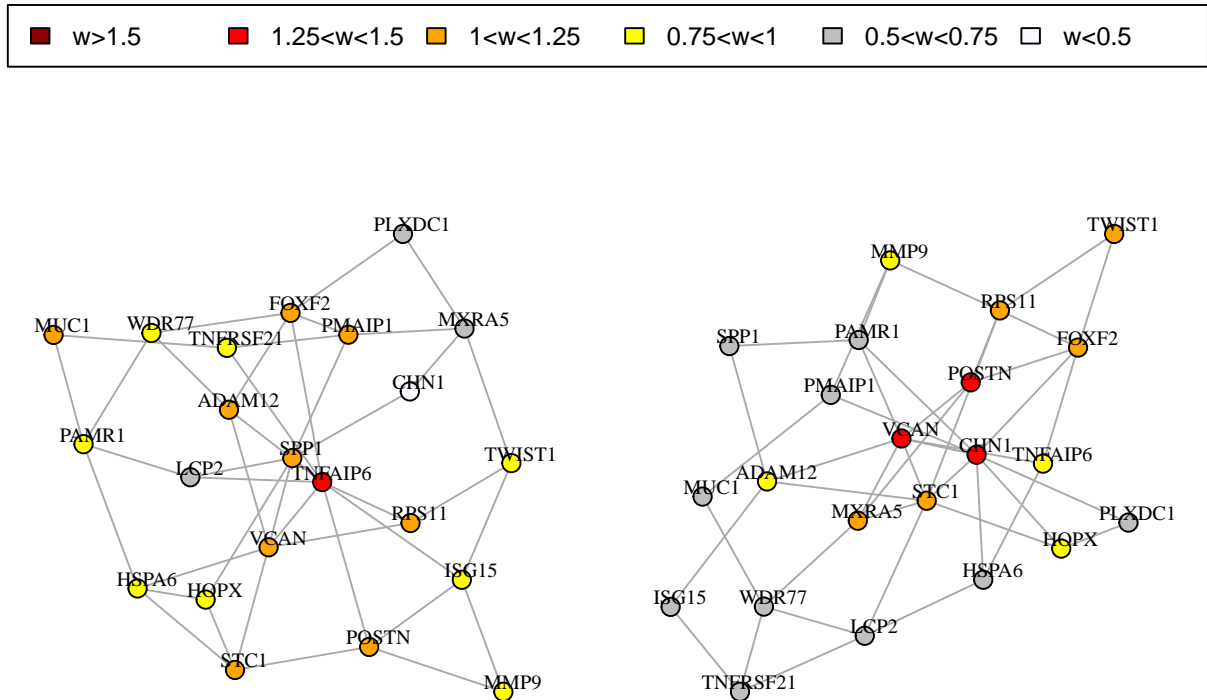 w>1.5 1.25<w<1.5 1<w<1.25 0.75<w<1 0.5<w<0.75 w<0.5
PLXDC1
FOXF2
MUC1
WDR77
TNFRSF21
PMAIP1
MXRA5
CHN1
ADAM12
PAMR1
SPP1
LCP2
TNFAIP6
TWIST1
RPS11
VCAN
HSPA6
HOPX
ISG15
POSTN
STC1
MMP9
TWIST1
MMP9
RPS11
SPP1
PAMR1
FOXF2
POSTN
PMAIP1
VCAN
CHN1
TNFAIP6
ADAM12
MUC1
STC1
MXRA5
PLXDC1
HOPX
HSPA6
ISG15
WDR77
LCP2
TNFRSF21